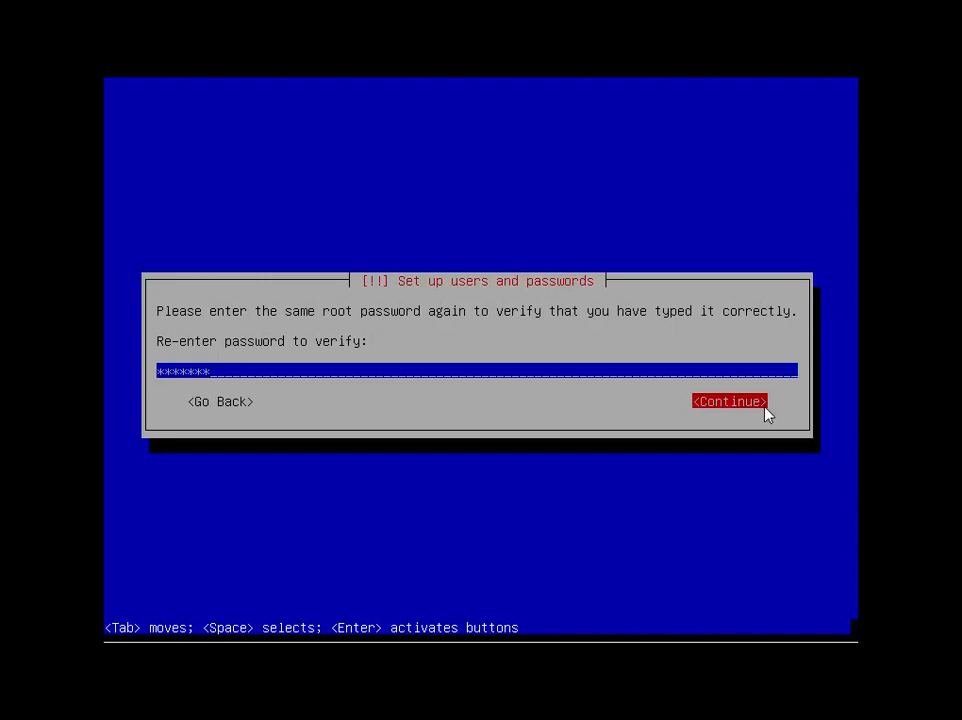 [!!] Set up users and passwords
Please enter the same root password again to verify that you have typed it correctly.
Re-enter password to verify:
*******
<Go Back> <Continue>
<Tab> moves; <Space> selects; <Enter> activates buttons